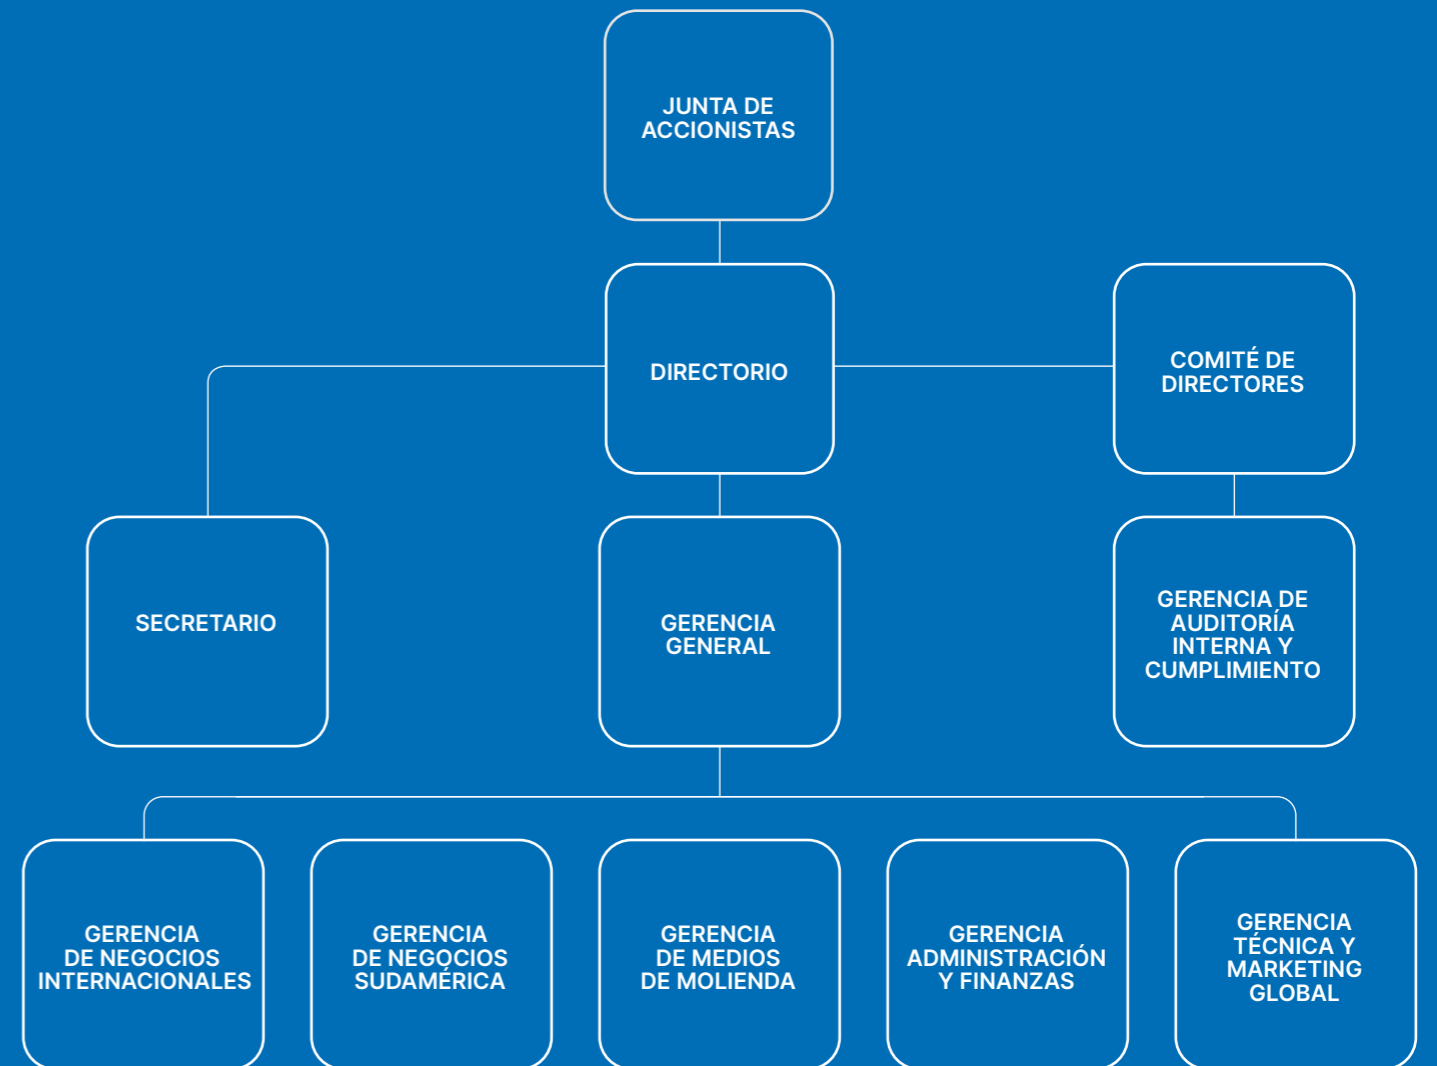 JUNTA DE
ACCIONISTAS
DIRECTORIO
COMITÉ DE
DIRECTORES
SECRETARIO
GERENCIA
GENERAL
GERENCIA DE
AUDITORÍA
INTERNA Y
CUMPLIMIENTO
GERENCIA
DE NEGOCIOS
INTERNACIONALES
GERENCIA
DE NEGOCIOS
SUDAMÉRICA
GERENCIA
DE MEDIOS
DE MOLIENDA
GERENCIA
ADMINISTRACIÓN
Y FINANZAS
GERENCIA
TÉCNICA Y
MARKETING
GLOBAL